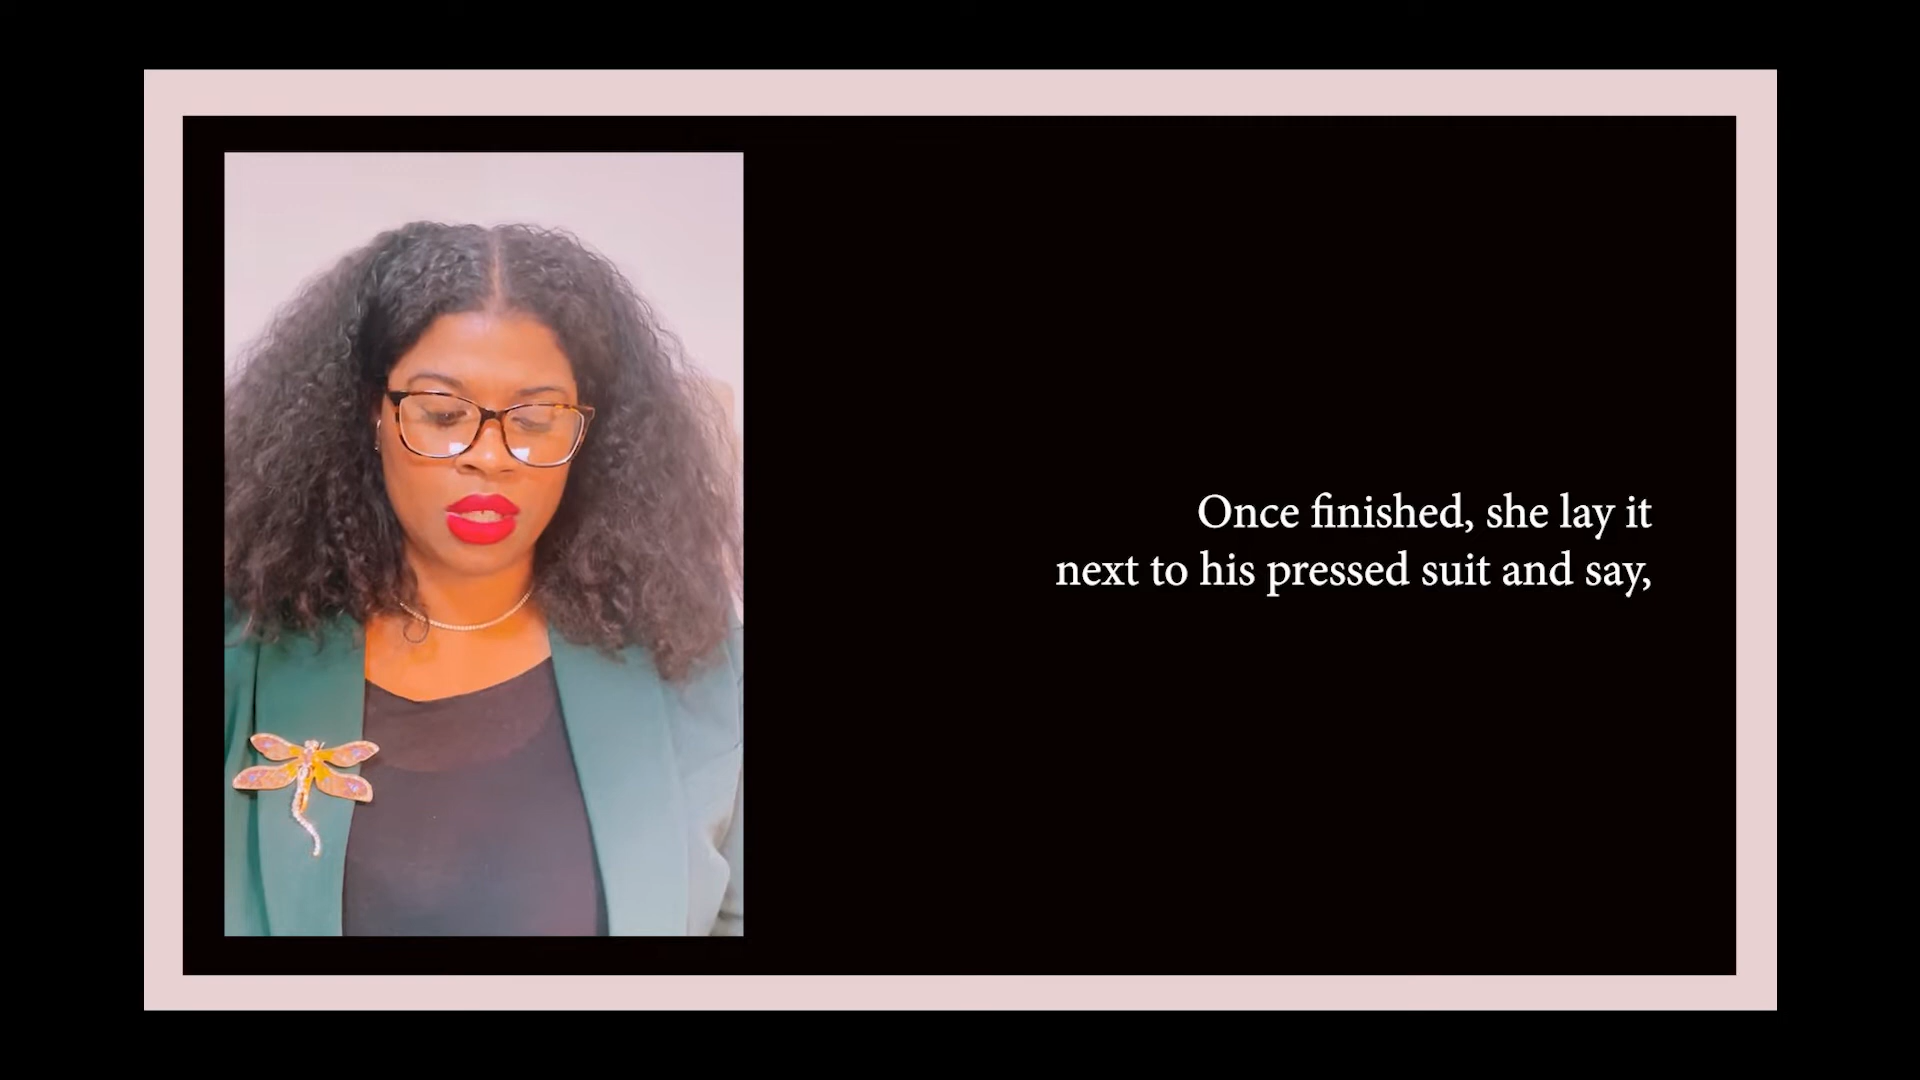 Once finished, she lay it
next to his pressed suit and say,